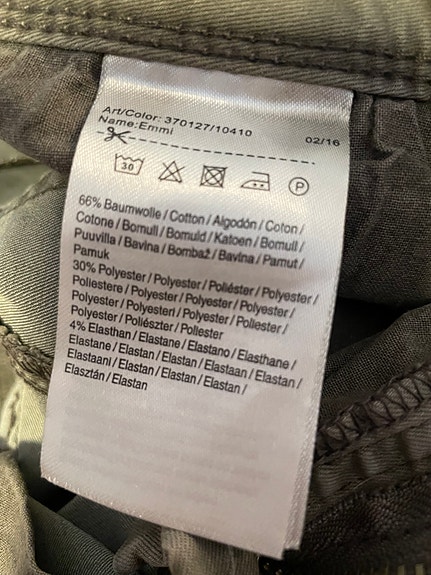 Art/Color: 370127/10410
Name:Emmi 02/16
30 P
66% Baumwolle / Cotton / Algodón / Coton /
Cotone / Bomull / Bomuld / Katoen / Bomull /
Puuvilla / Bavlna / Bombaž / Bavlna / Pamut /
Pamuk
30% Polyester / Polyester / Poliéster / Polyester /
Poliestere / Polyester / Polyester / Polyester /
Polyester / Polyesteri / Polyester / Poliester /
Polyester / Poliészter / Poliester
4% Elasthan / Elastane / Elastano / Elasthane /
Elastane / Elastan / Elastan / Elastaan / Elastan /
Elastaani / Elastan / Elastan / Elastan /
Elasztán / Elastan